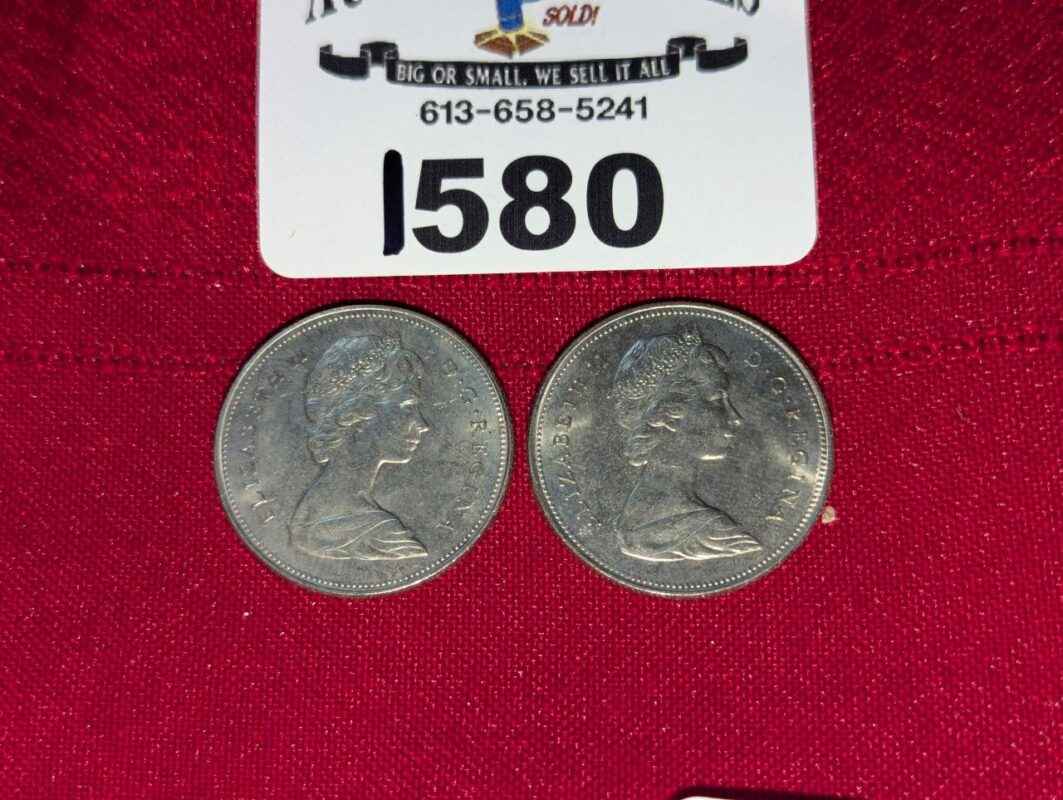 SOLD!
BIG OR SMALL, WE SELL IT ALL
613-658-5241
1580
ELIZABETH II D·G·REGINA
ELIZABETH II D·G·REGINA